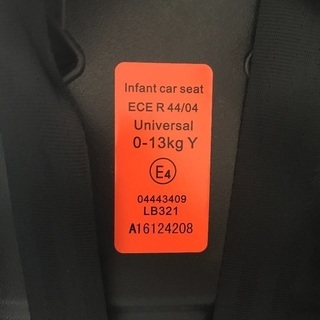 Infant car seat
ECE R 44/04
Universal
0-13kg Y
E4
04443409
LB321
A16124208